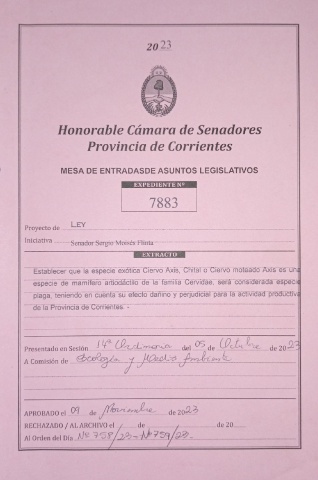 2023
Honorable Cámara de Senadores
Provincia de Corrientes
MESA DE ENTRADASDE ASUNTOS LEGISLATIVOS
EXPEDIENTE Nº
7883
Proyecto de LEY
Iniciativa Senador Sergio Moisés Flinta
EXTRACTO
Establecer que la especie exótica Ciervo Axis, Chital o Ciervo moteado Axis es una
especie de mamífero artiodáctilo de la familia Cervidae, será considerada especie
plaga, teniendo en cuenta su efecto dañino y perjudicial para la actividad productiva
de la Provincia de Corrientes. -
Presentado en Sesión 14º Ordinaria del 05 de Octubre de 2023
A Comisión de Ecología y Medio Ambiente
APROBADO el 09 de Noviembre de 2023
RECHAZADO / AL ARCHIVO el de de 20
Al Orden del Día Nº 758/23 - Nº 759/23.